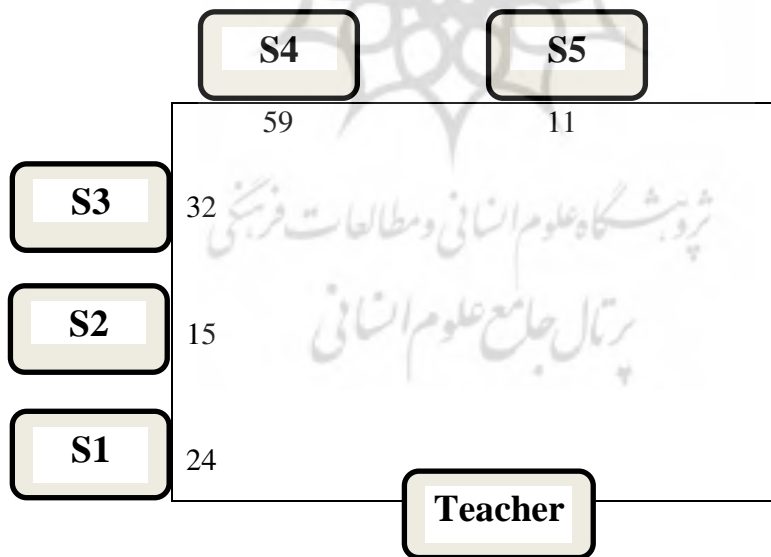 S4 S5
59 11
S3 32
پژوهشگاه علوم انسانی و مطالعات فرهنگی
S2 15
پرتال جامع علوم انسانی
S1 24
Teacher